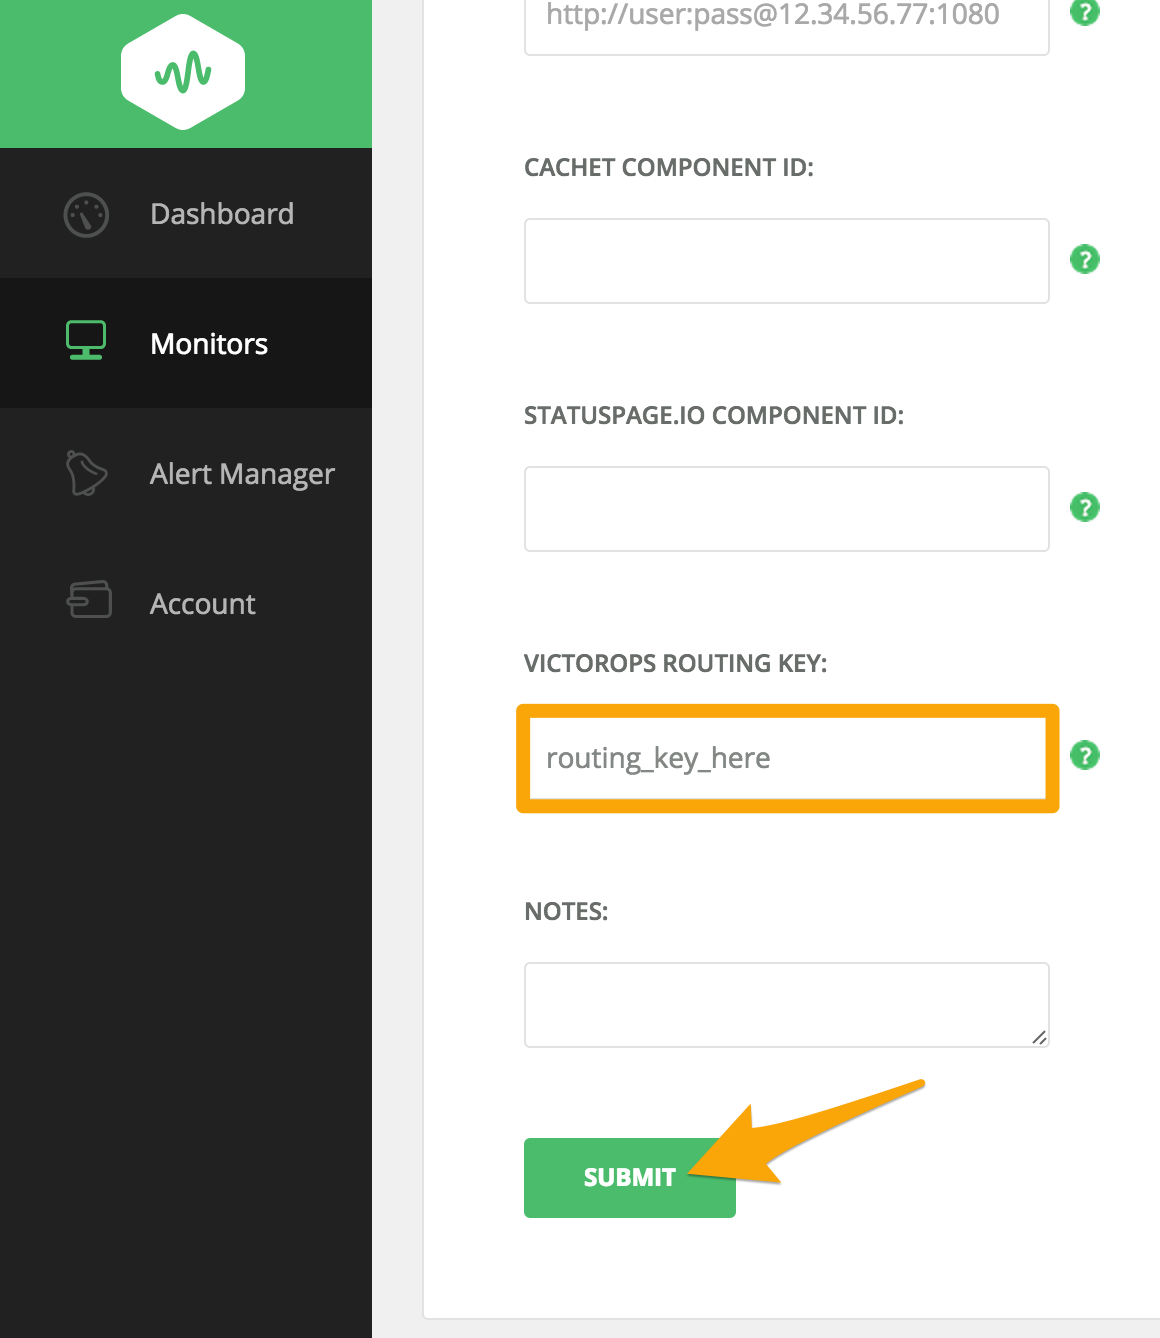 http://user:pass@12.34.56.77:1080
?
CACHET COMPONENT ID:
?
STATUSPAGE.IO COMPONENT ID:
?
VICTOROPS ROUTING KEY:
routing_key_here
?
NOTES:
SUBMIT
Dashboard
Monitors
Alert Manager
Account